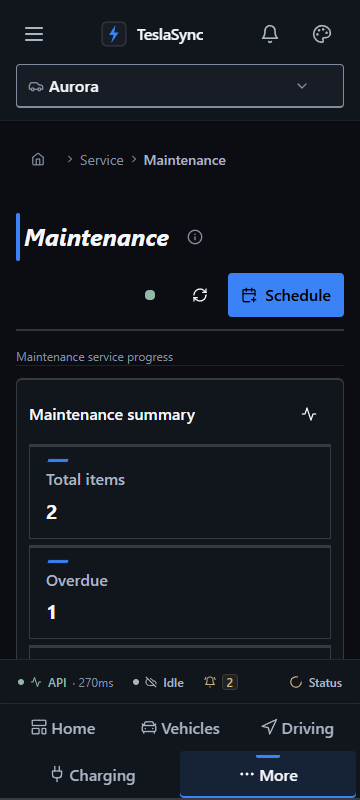 TeslaSync
Aurora
Service
Maintenance
Maintenance
Schedule
Maintenance service progress
Maintenance summary
Total items
2
Overdue
1
API · 270ms
Idle
2
Status
Home
Vehicles
Driving
Charging
More